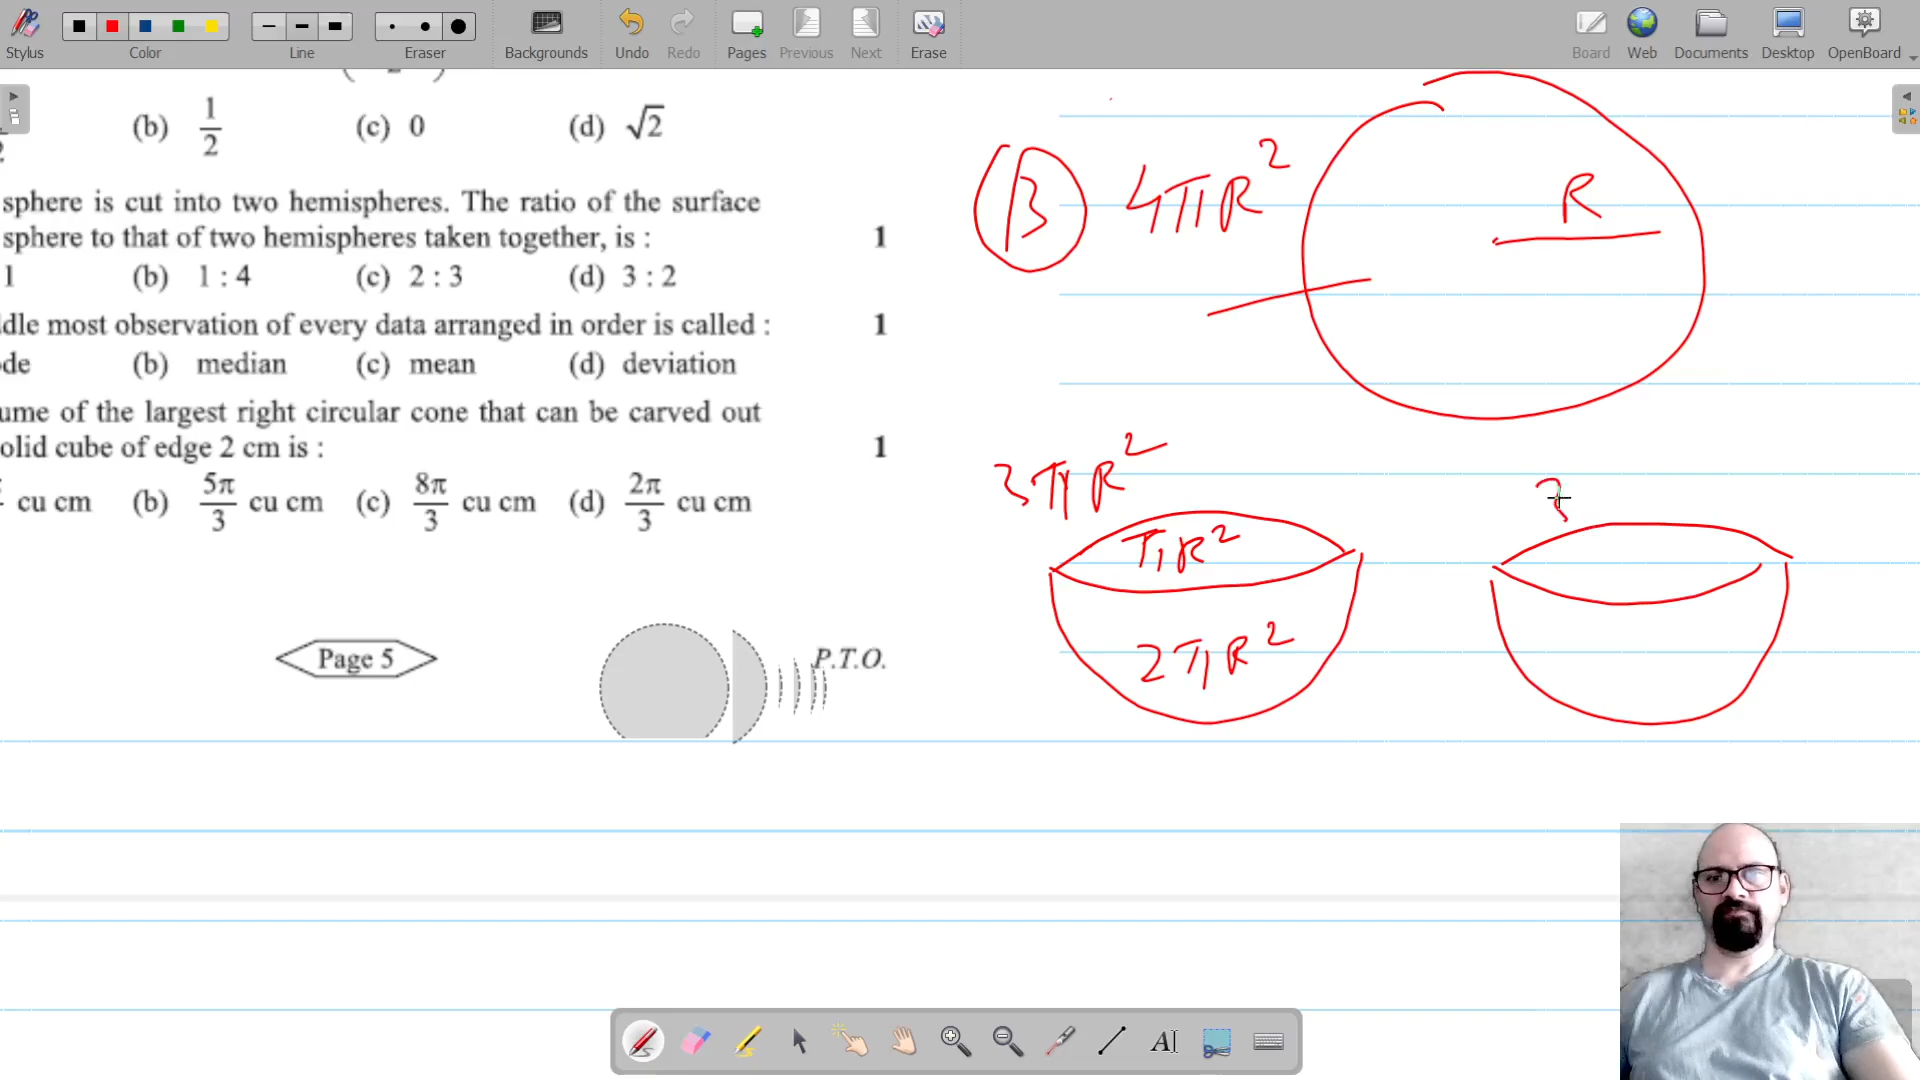 Stylus Color Line Eraser Backgrounds Undo Redo Pages Previous Next Erase Board Web Documents Desktop OpenBoard
(b) 1/2 (c) 0 (d) √2
sphere is cut into two hemispheres. The ratio of the surface
sphere to that of two hemispheres taken together, is : 1
1 (b) 1 : 4 (c) 2 : 3 (d) 3 : 2
dle most observation of every data arranged in order is called : 1
de (b) median (c) mean (d) deviation
ume of the largest right circular cone that can be carved out
olid cube of edge 2 cm is : 1
cu cm (b) 5π/3 cu cm (c) 8π/3 cu cm (d) 2π/3 cu cm
Page 5
P.T.O.
B 4πR²
R
3πR²
πR²
2πR²
3